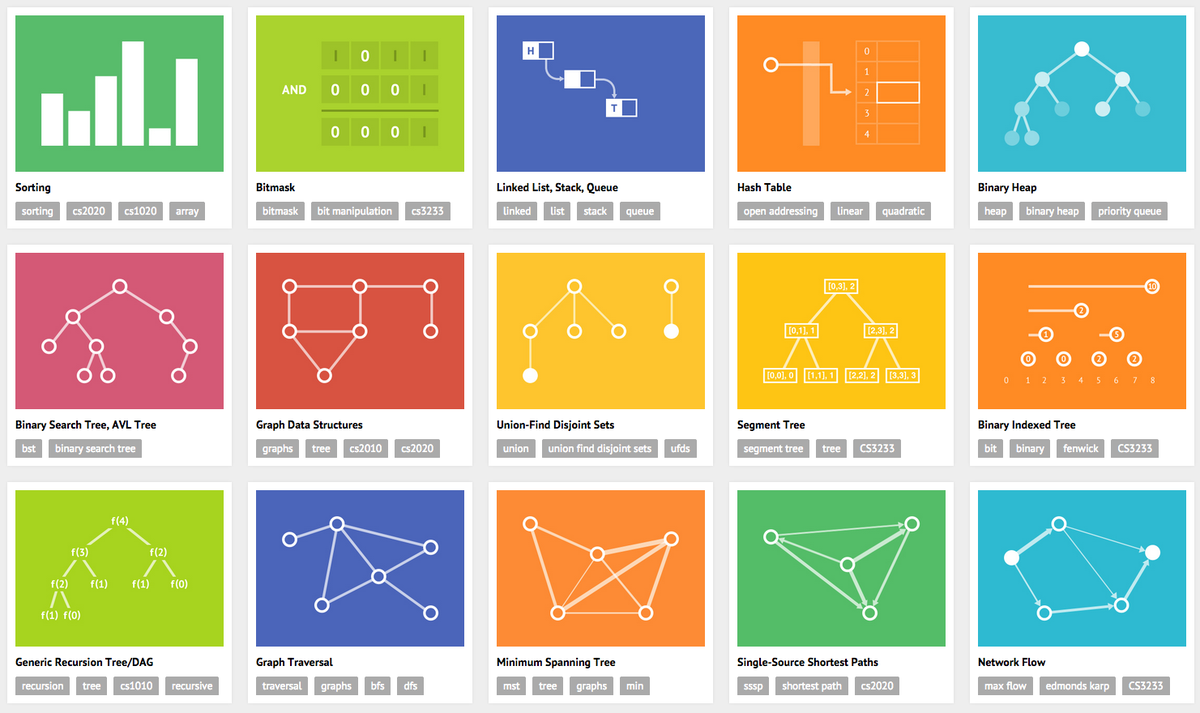 I 0 I I
AND 0 0 0 I
0 0 0 I
Sorting
sorting cs2020 cs1020 array
Bitmask
bitmask bit manipulation cs3233
H
T
Linked List, Stack, Queue
linked list stack queue
0
1
2
3
4
Hash Table
open addressing linear quadratic
Binary Heap
heap binary heap priority queue
Binary Search Tree, AVL Tree
bst binary search tree
Graph Data Structures
graphs tree cs2010 cs2020
Union-Find Disjoint Sets
union union find disjoint sets ufds
[0,3], 2
[0,1], 1 [2,3], 2
[0,0], 0 [1,1], 1 [2,2], 2 [3,3], 3
Segment Tree
segment tree tree CS3233
10
2
1 5
0 0 2 2
0 1 2 3 4 5 6 7 8
Binary Indexed Tree
bit binary fenwick CS3233
f(4)
f(3) f(2)
f(2) f(1) f(1) f(0)
f(1) f(0)
Generic Recursion Tree/DAG
recursion tree cs1010 recursive
Graph Traversal
traversal graphs bfs dfs
Minimum Spanning Tree
mst tree graphs min
Single-Source Shortest Paths
sssp shortest path cs2020
Network Flow
max flow edmonds karp CS3233